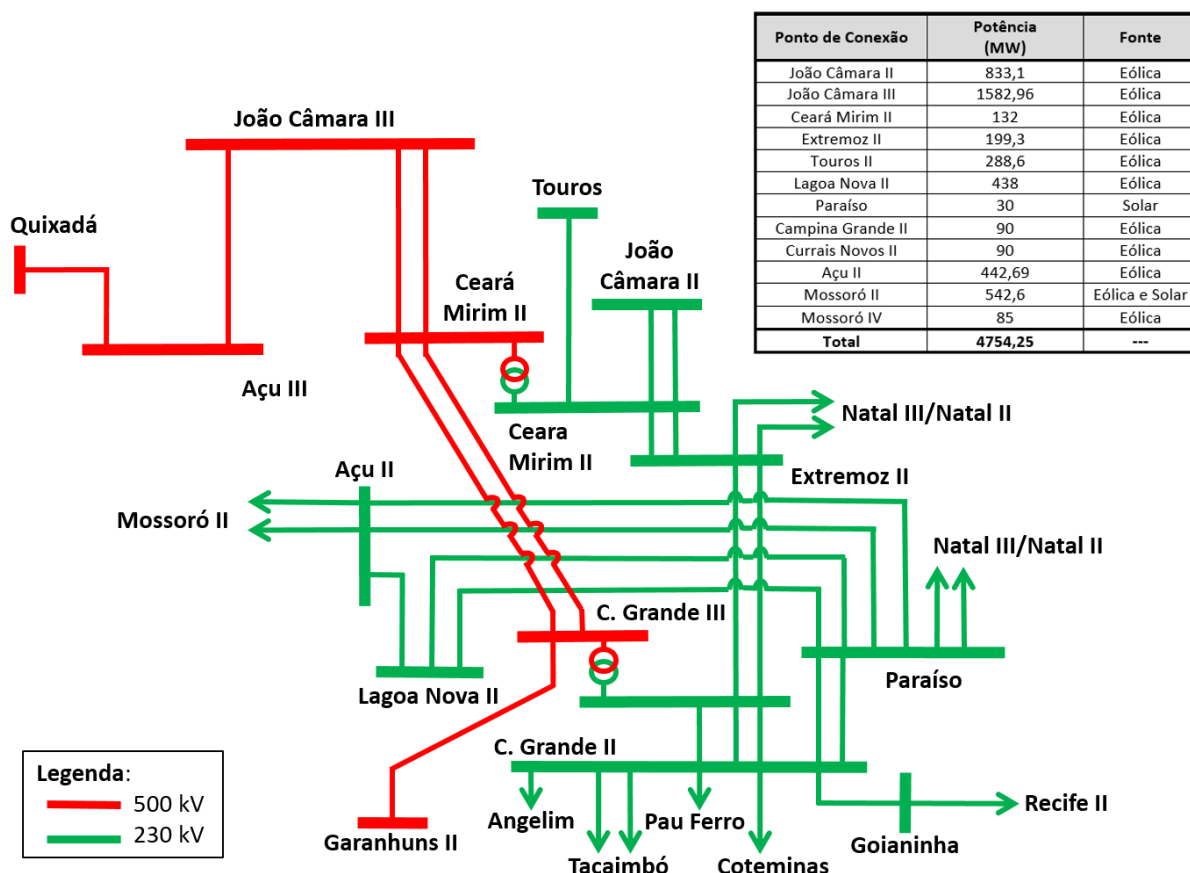 Ponto de Conexão Potência (MW) Fonte
João Câmara II 833,1 Eólica
João Câmara III 1582,96 Eólica
Ceará Mirim II 132 Eólica
Extremoz II 199,3 Eólica
Touros II 288,6 Eólica
Lagoa Nova II 438 Eólica
Paraíso 30 Solar
Campina Grande II 90 Eólica
Currais Novos II 90 Eólica
Açu II 442,69 Eólica
Mossoró II 542,6 Eólica e Solar
Mossoró IV 85 Eólica
Total 4754,25 ---
João Câmara III
Touros
Quixadá
João
Câmara II
Ceará
Mirim II
Açu III
Ceara
Mirim II
Natal III/Natal II
Açu II
Extremoz II
Mossoró II
Natal III/Natal II
C. Grande III
Lagoa Nova II
Paraíso
C. Grande II
Legenda:
500 kV
230 kV
Angelim
Pau Ferro
Recife II
Garanhuns II
Goianinha
Tacaimbó
Coteminas